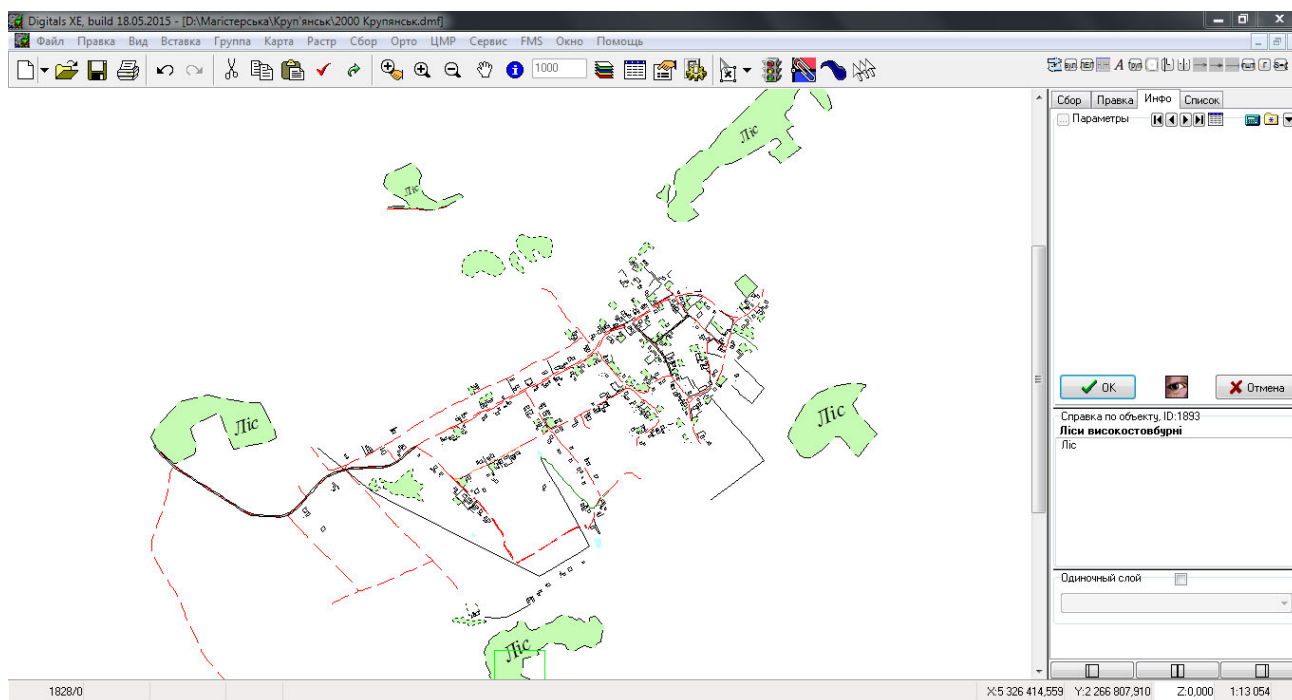 Digitals XE, build 18.05.2015 - [D:\Магістерська\Круп'янськ\2000 Крупянськ.dmf]
Файл Правка Вид Вставка Группа Карта Растр Сбор Орто ЦМР Сервис FMS Окно Помощь
1000
Сбор Правка Инфо Список
Параметры
Ліс
Ліс
Ліс
Ліс
Ліс
OK Отмена
Справка по объекту, ID:1893
Ліси високостовбурні
Ліс
Одиночный слой
1828/0 X:5 326 414,559 Y:2 266 807,910 Z:0,000 1:13 054